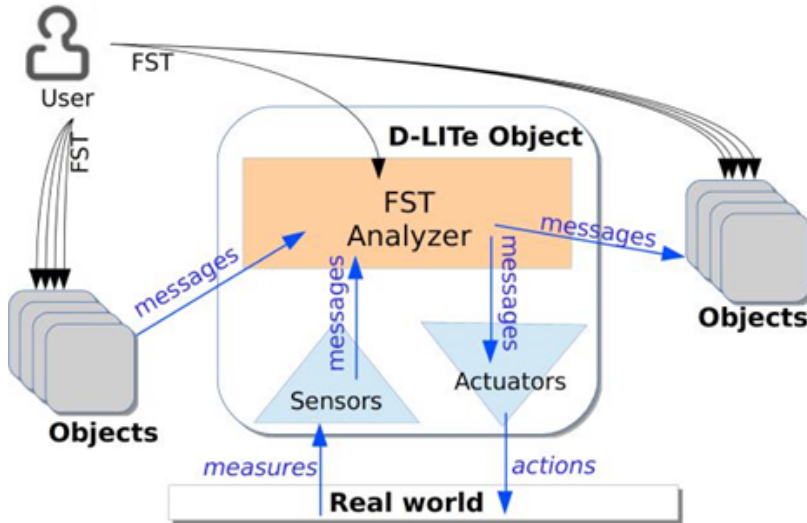 FST
User
FST
D-LITe Object
FST
Analyzer
messages
messages
messages
messages
Objects
Sensors
Actuators
Objects
measures
actions
Real world